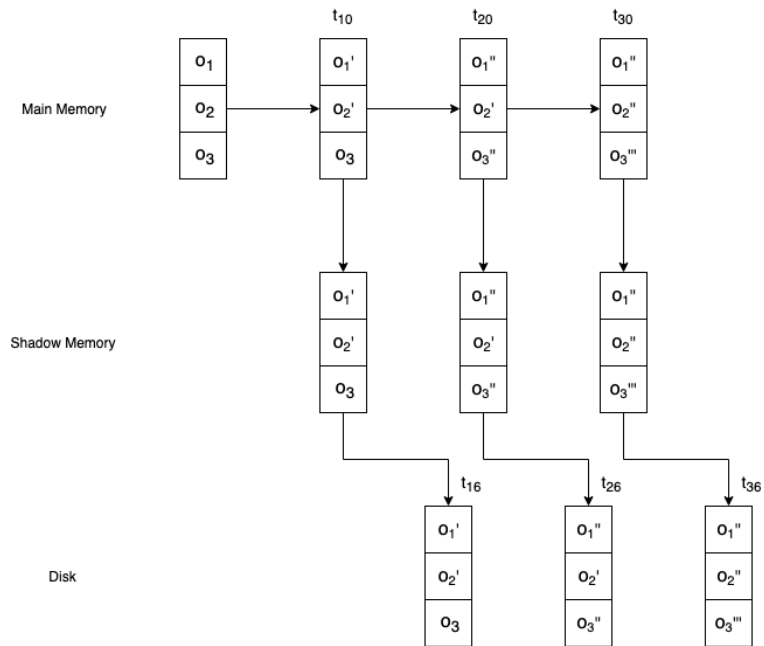 t₁₀ t₂₀ t₃₀
o₁ o₁' o₁'' o₁''
Main Memory o₂ o₂' o₂' o₂''
o₃ o₃ o₃'' o₃'''
o₁' o₁'' o₁''
Shadow Memory o₂' o₂' o₂''
o₃ o₃'' o₃'''
t₁₆ t₂₆ t₃₆
o₁' o₁'' o₁''
Disk o₂' o₂' o₂''
o₃ o₃'' o₃'''